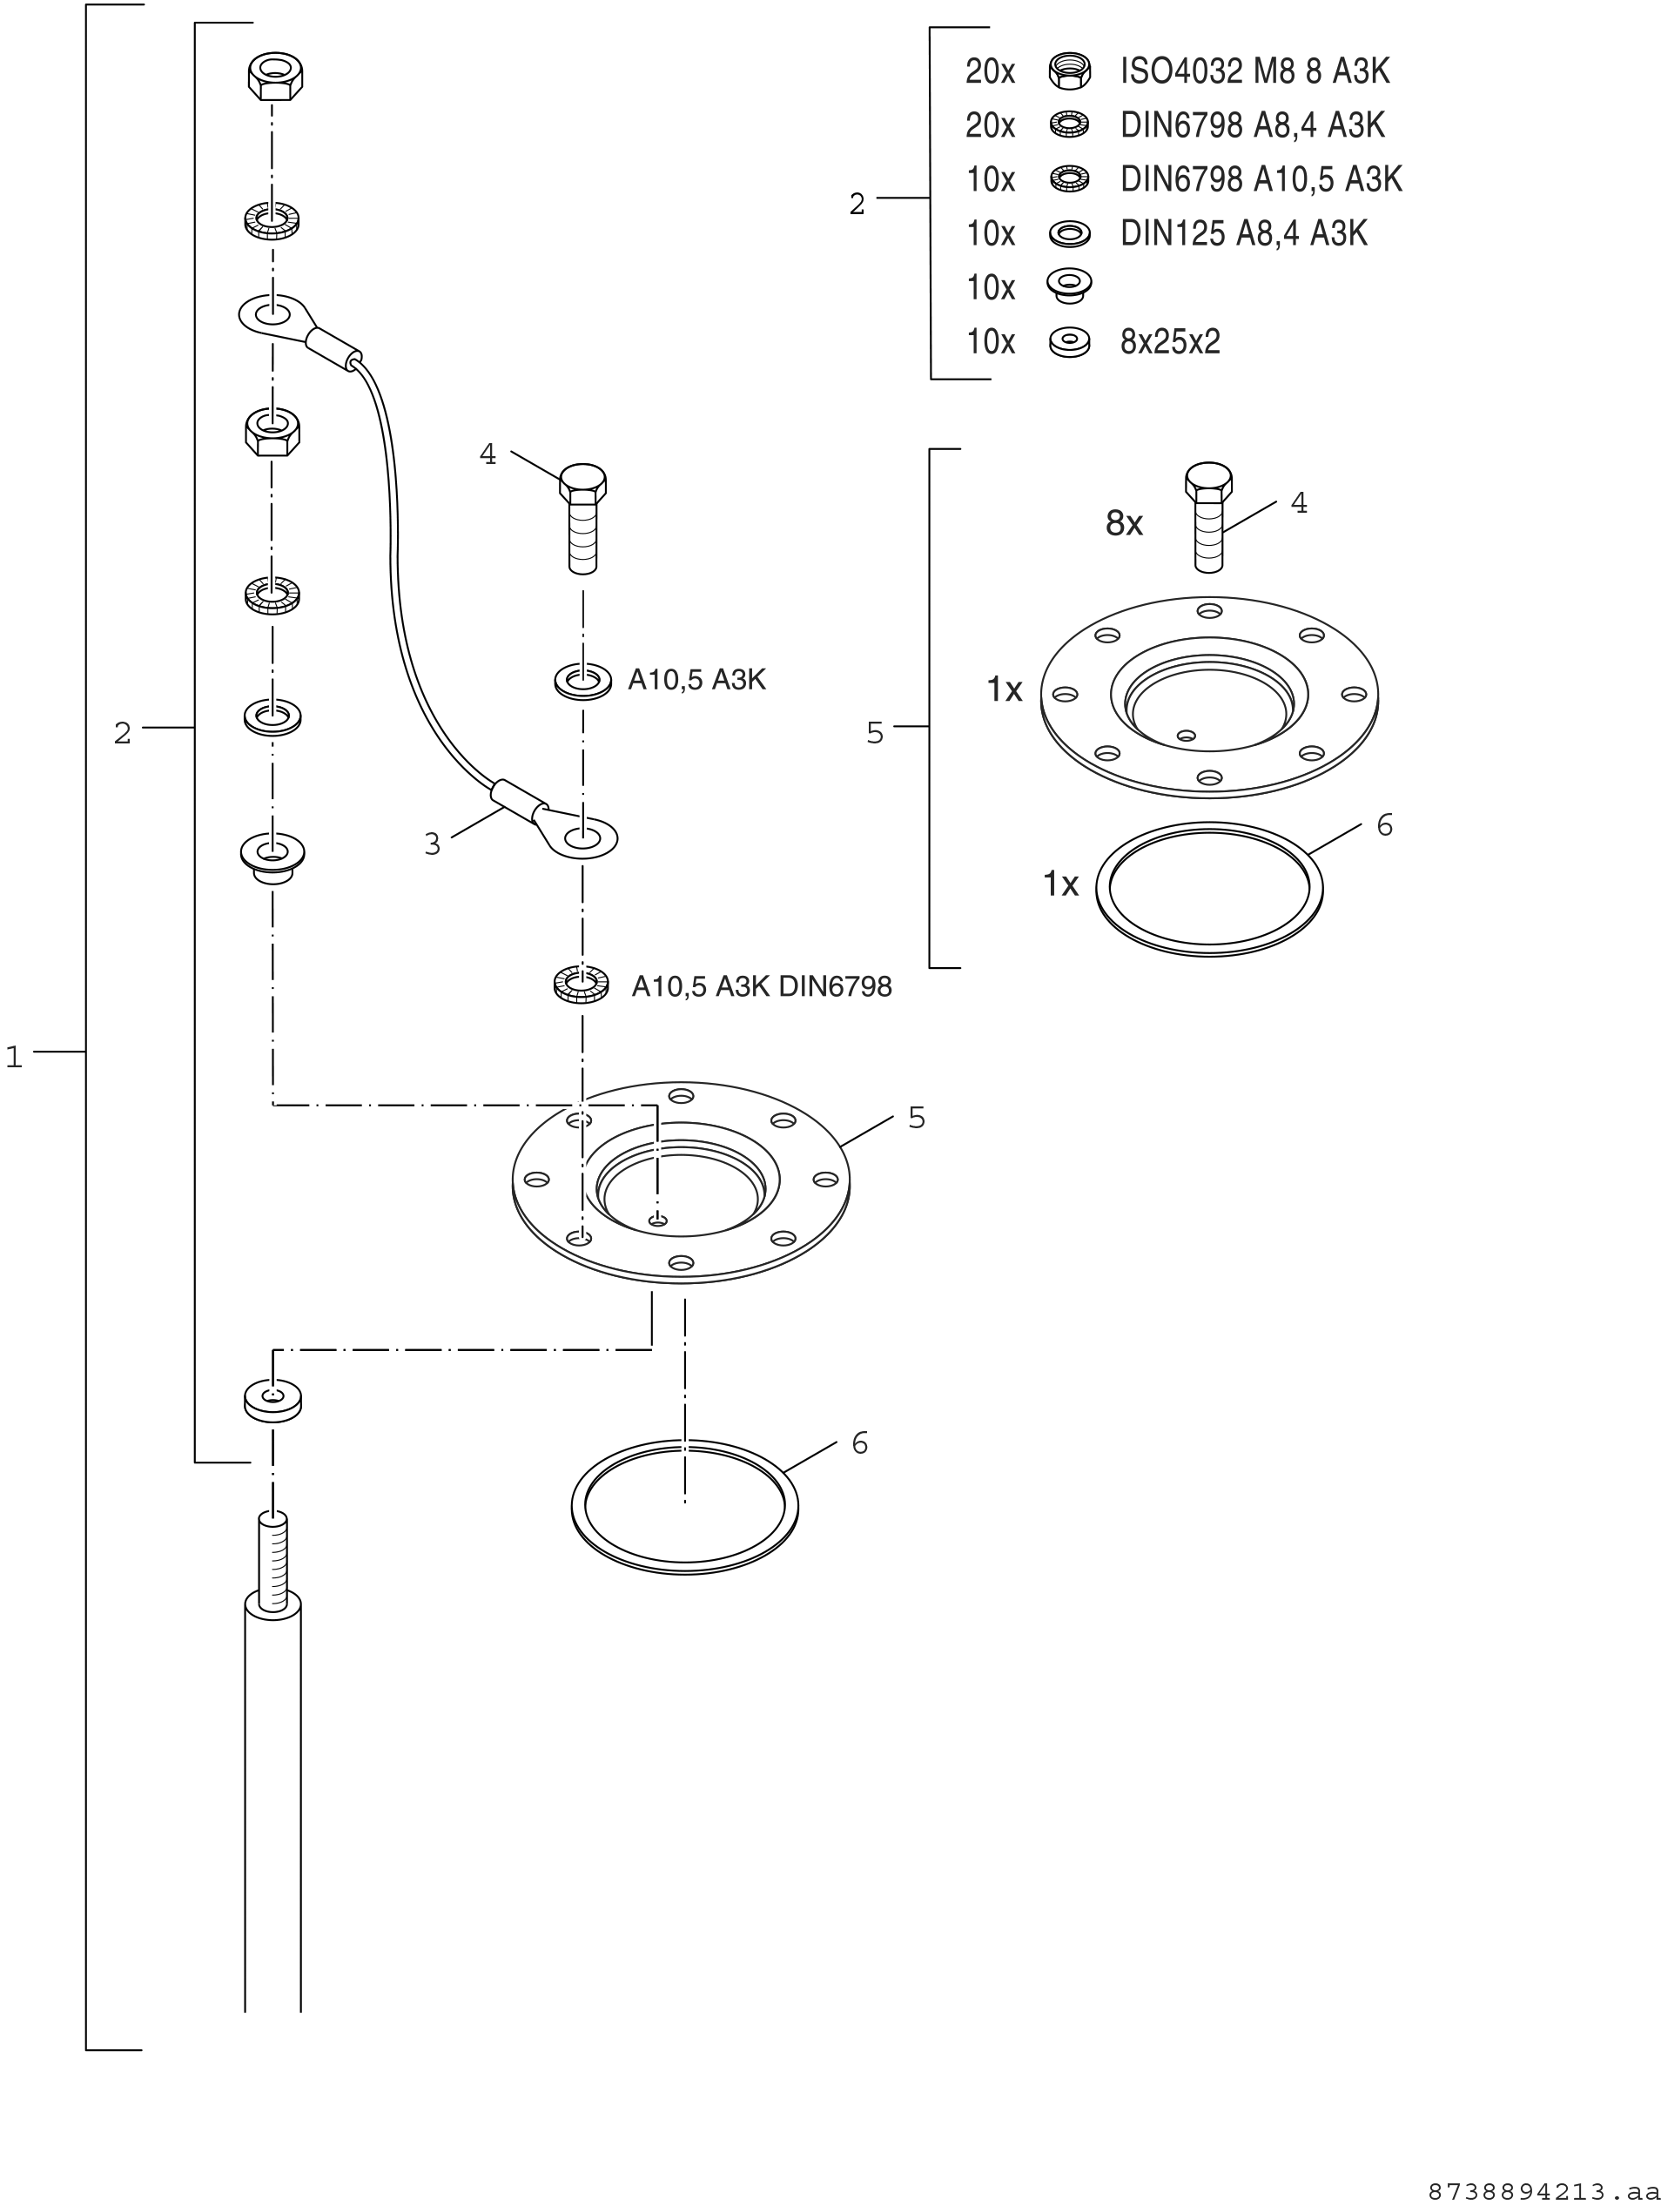 20x ISO4032 M8 8 A3K
20x DIN6798 A8,4 A3K
10x DIN6798 A10,5 A3K
2
10x DIN125 A8,4 A3K
10x
10x 8x25x2
4
4
8x
A10,5 A3K
1x
2
5
3
6
1x
A10,5 A3K DIN6798
1
5
6
8738894213.aa